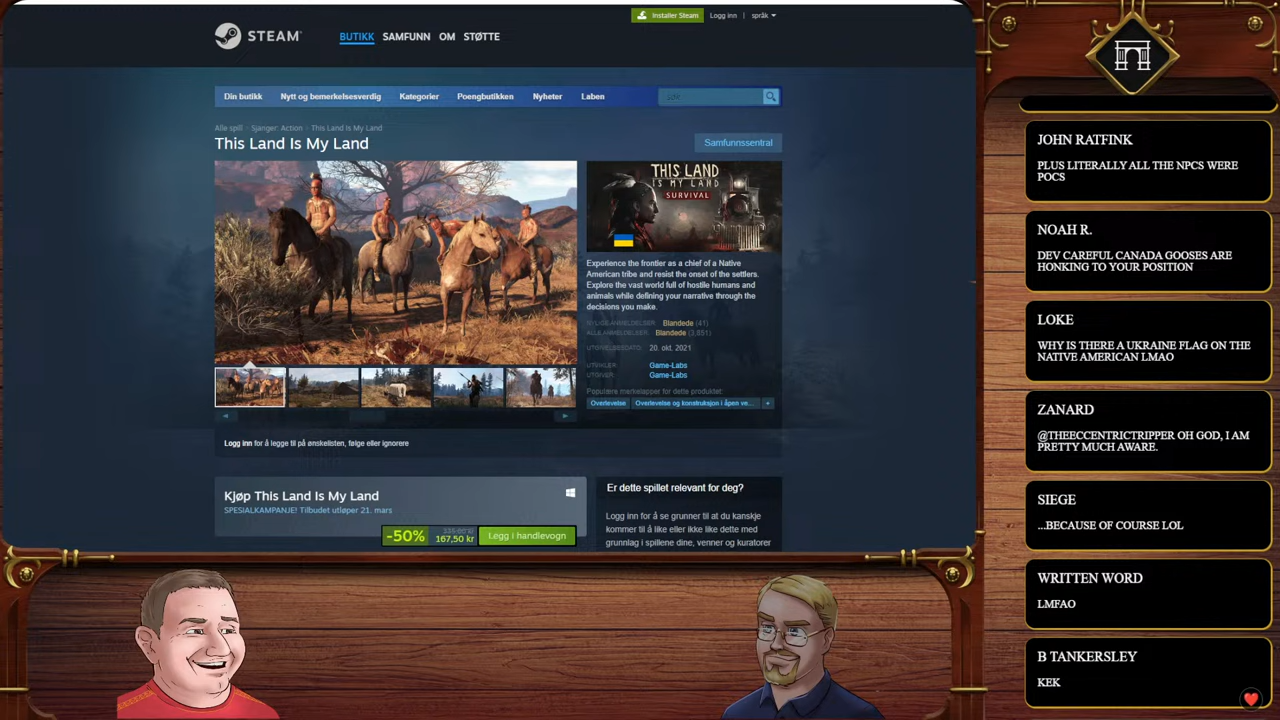 Installer Steam
Logg inn | språk
STEAM®
BUTIKK SAMFUNN OM STØTTE
Din butikk Nytt og bemerkelsesverdig Kategorier Poengbutikken Nyheter Laben
Alle spill > Sjanger: Action > This Land Is My Land
This Land Is My Land
Samfunnssentral
THIS LAND
IS MY LAND
SURVIVAL
Experience the frontier as a chief of a Native
American tribe and resist the onset of the settlers.
Explore the vast world full of hostile humans and
animals while defining your narrative through the
decisions you make.
NYLIGE ANMELDELSER: Blandede (41)
ALLE ANMELDELSER: Blandede (3,851)
UTGIVELSESDATO: 20. okt. 2021
UTVIKLER: Game-Labs
UTGIVER: Game-Labs
Populære merkelapper for dette produktet:
Overlevelse Overlevelse og konstruksjon i åpen ve... +
Logg inn for å legge til på ønskelisten, følge eller ignorere
Kjøp This Land Is My Land
SPESIALKAMPANJE! Tilbudet utløper 21. mars
-50% 167,50 kr Legg i handlevogn
Er dette spillet relevant for deg?
Logg inn for å se grunner til at du kanskje
kommer til å like eller ikke like dette med
grunnlag i spillene dine, venner og kuratorer
JOHN RATFINK
PLUS LITERALLY ALL THE NPCS WERE
POCS
NOAH R.
DEV CAREFUL CANADA GOOSES ARE
HONKING TO YOUR POSITION
LOKE
WHY IS THERE A UKRAINE FLAG ON THE
NATIVE AMERICAN LMAO
ZANARD
@THEECCENTRICTRIPPER OH GOD, I AM
PRETTY MUCH AWARE.
SIEGE
...BECAUSE OF COURSE LOL
WRITTEN WORD
LMFAO
B TANKERSLEY
KEK